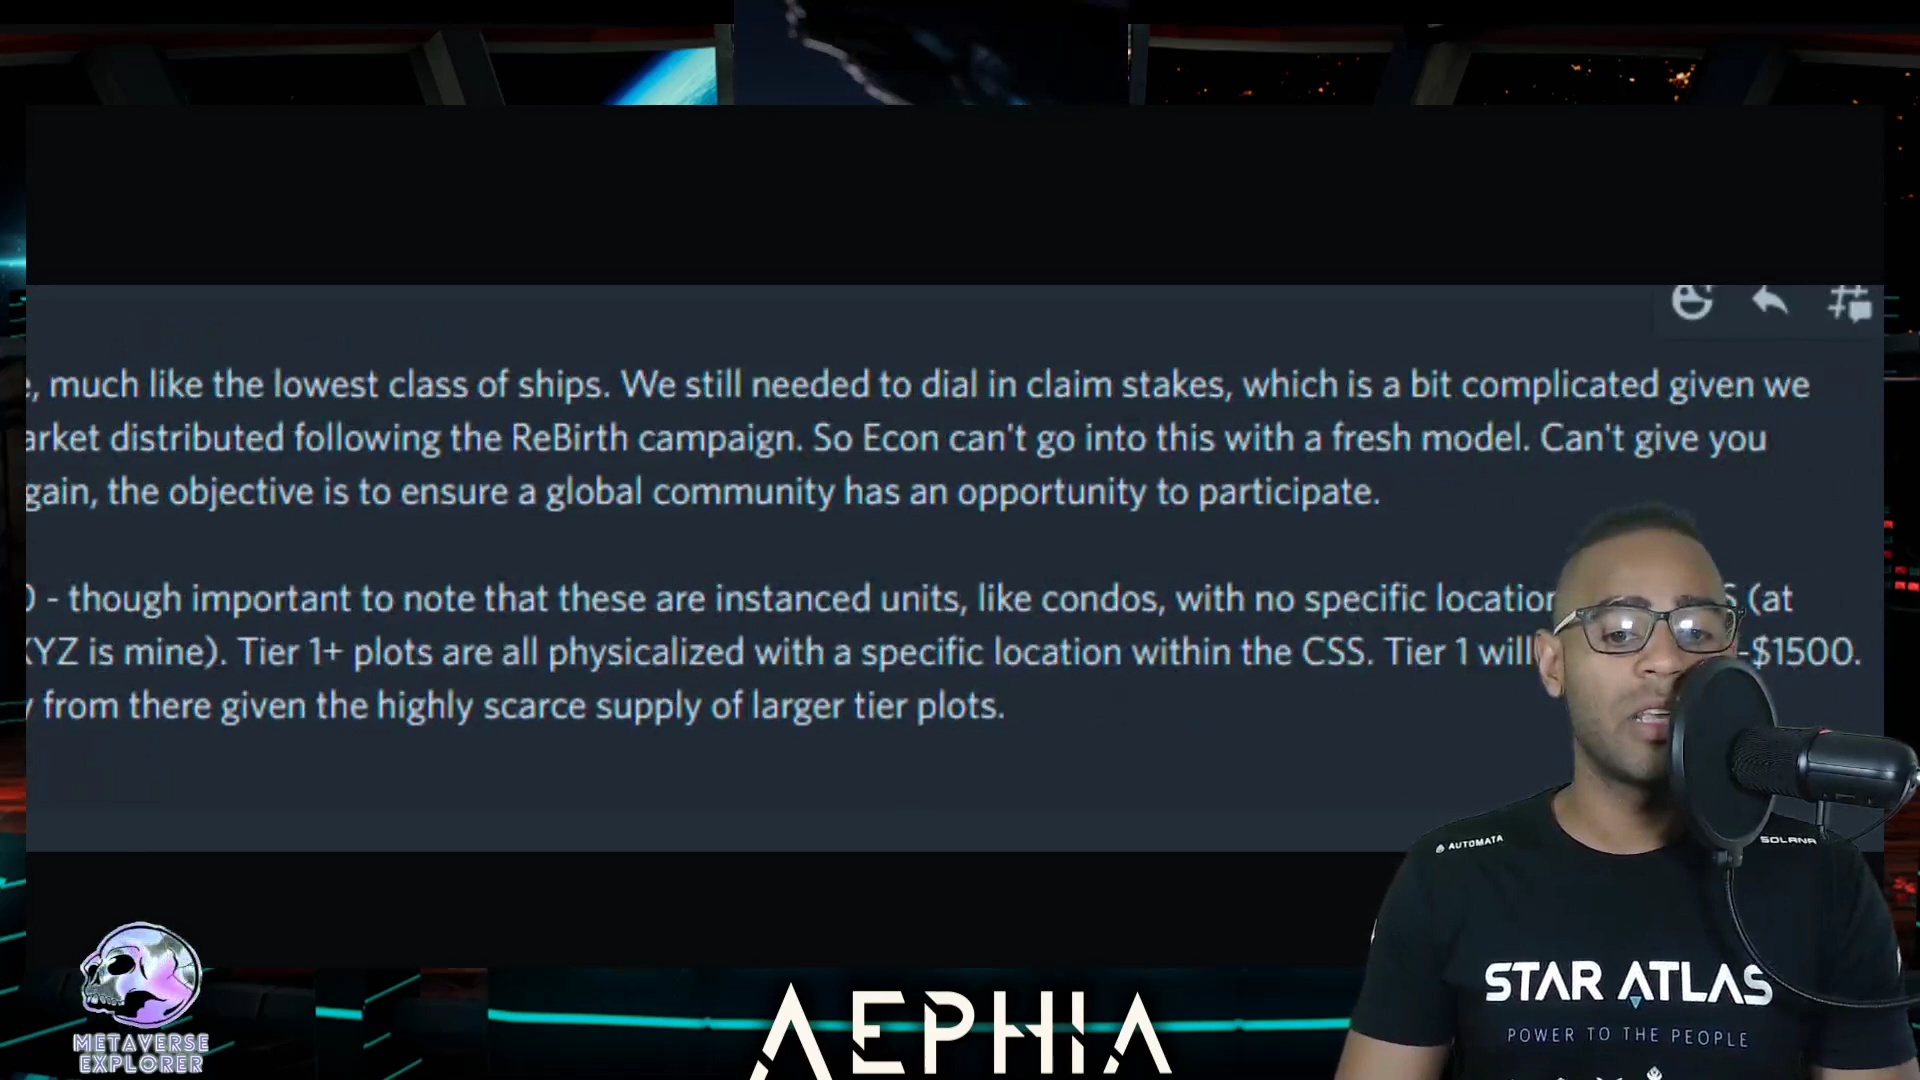 , much like the lowest class of ships. We still needed to dial in claim stakes, which is a bit complicated given we
distributed following the ReBirth campaign. So Econ can't go into this with a fresh model. Can't give you
the objective is to ensure a global community has an opportunity to participate.
- though important to note that these are instanced units, like condos, with no specific location (at
XYZ is mine). Tier 1+ plots are all physicalized with a specific location within the CSS. Tier 1 will -$1500.
from there given the highly scarce supply of larger tier plots.
AUTOMATA
SOLANA
STAR ATLAS
POWER TO THE PEOPLE
METAVERSE
EXPLORER
AEPHIA